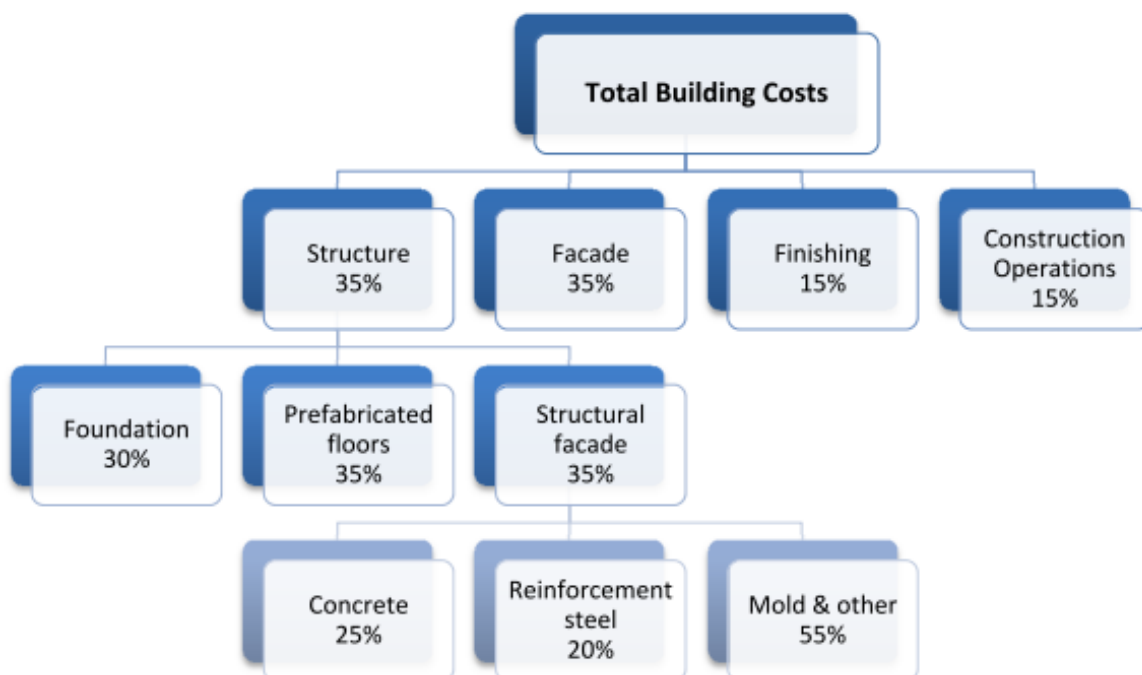 Total Building Costs
Structure
35%
Facade
35%
Finishing
15%
Construction
Operations
15%
Foundation
30%
Prefabricated
floors
35%
Structural
facade
35%
Concrete
25%
Reinforcement
steel
20%
Mold & other
55%